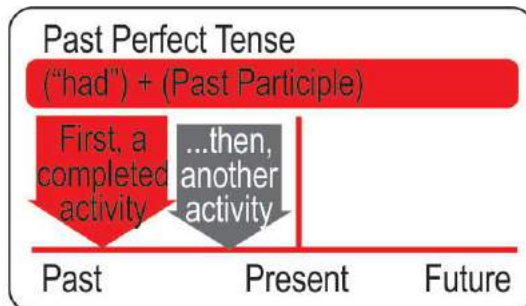 Past Perfect Tense
("had") + (Past Participle)
First, a
completed
activity
...then,
another
activity
Past Present Future